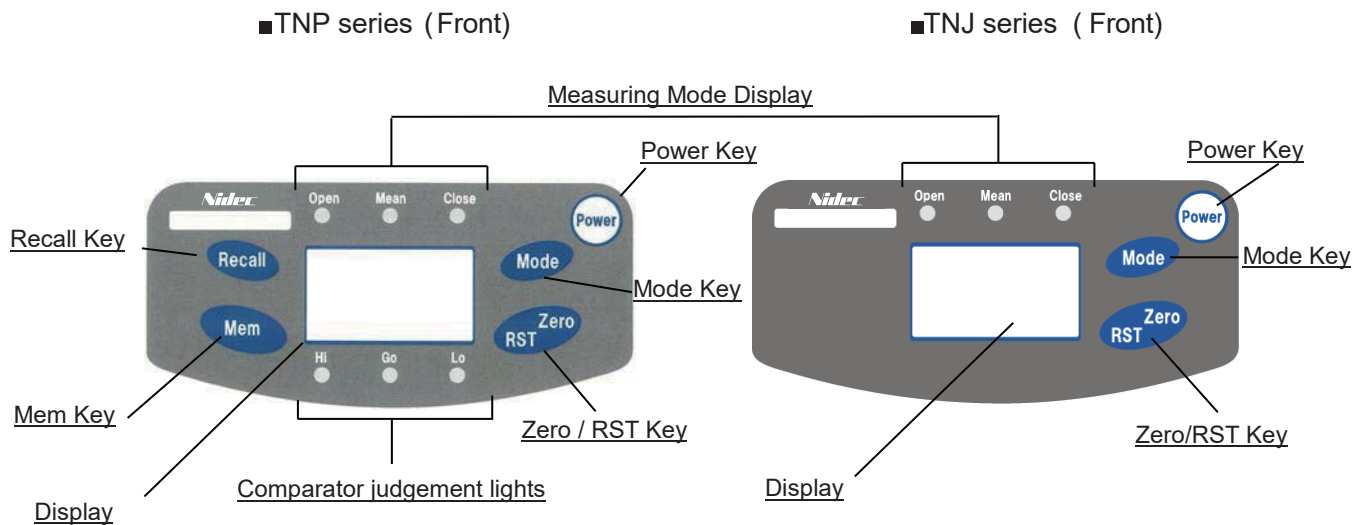 ■TNP series (Front)
■TNJ series (Front)
Measuring Mode Display
Power Key
Power Key
Nidec
Open Mean Close
Power
Nidec
Open Mean Close
Power
Recall Key
Recall
Mode
Mode Key
Mode
Mode Key
Mem
Zero
RST
Zero
RST
Hi Go Lo
Mem Key
Zero / RST Key
Zero/RST Key
Comparator judgement lights
Display
Display